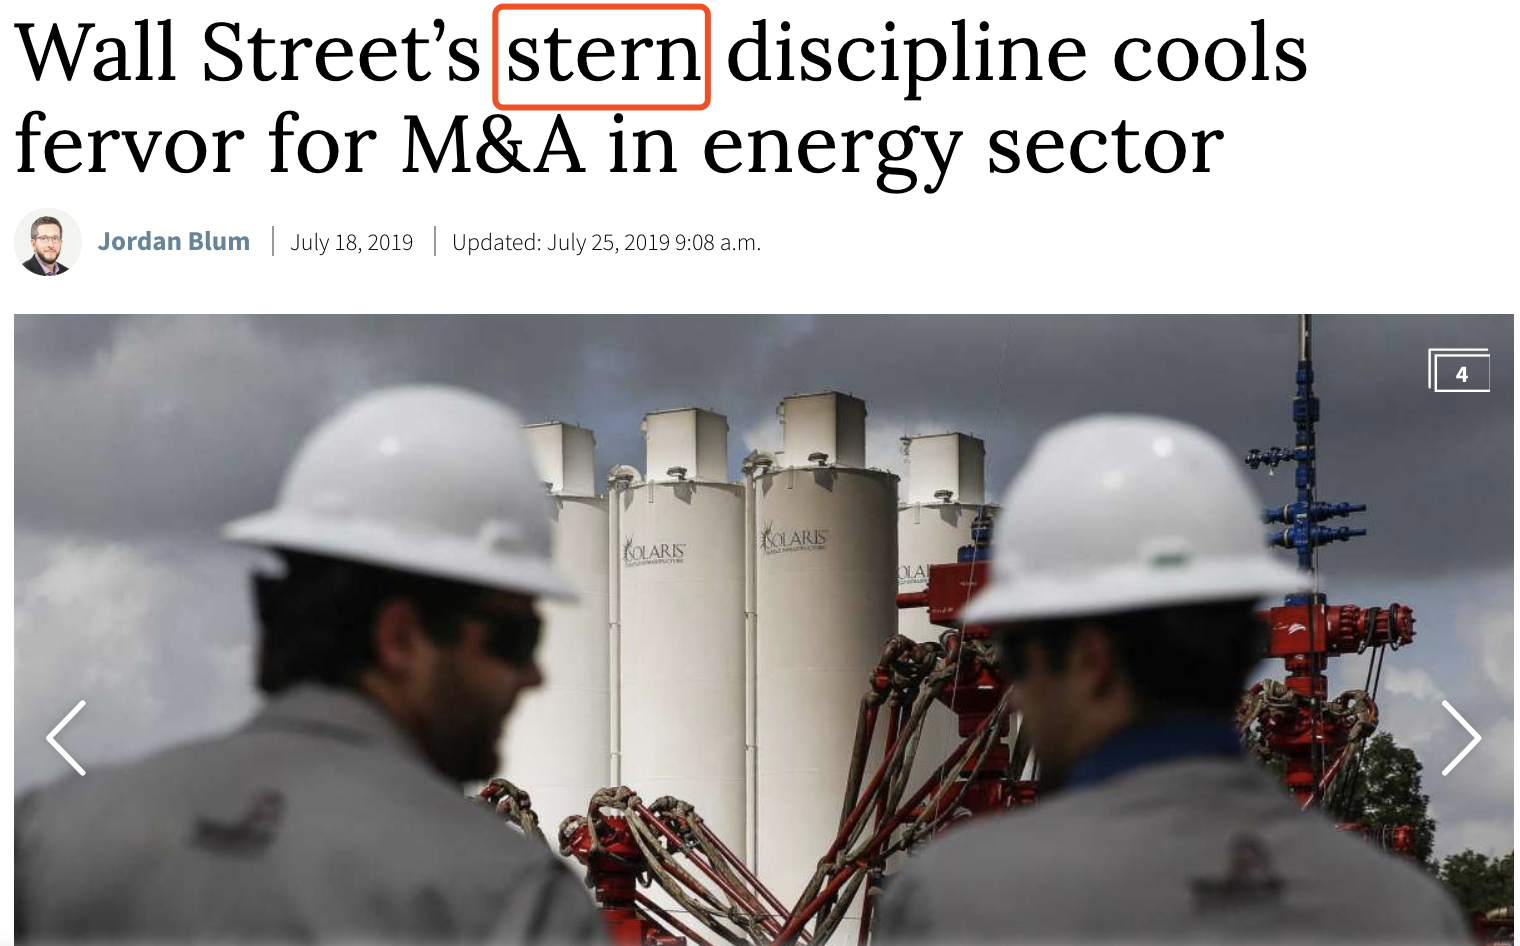 Wall Street’s stern discipline cools
fervor for M&A in energy sector
Jordan Blum | July 18, 2019 | Updated: July 25, 2019 9:08 a.m.
4
SOLARIS
SOLARIS